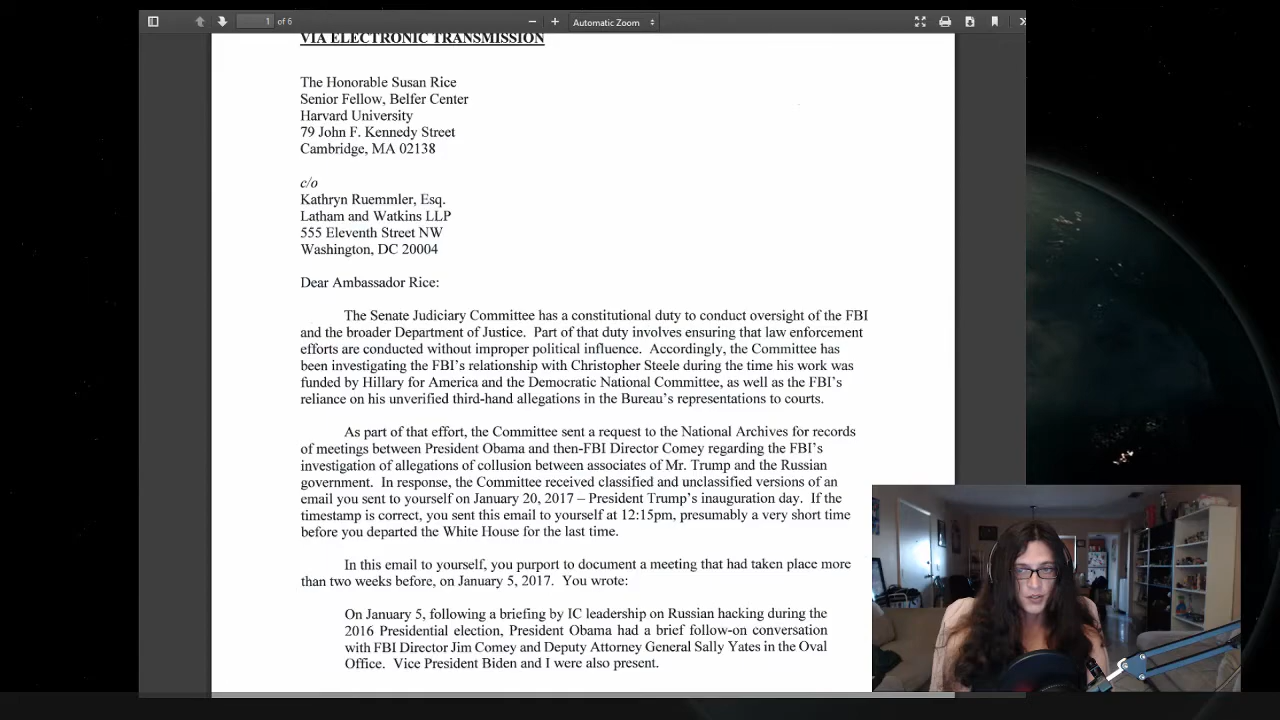 1 of 6
Automatic Zoom
VIA ELECTRONIC TRANSMISSION
The Honorable Susan Rice
Senior Fellow, Belfer Center
Harvard University
79 John F. Kennedy Street
Cambridge, MA 02138
c/o
Kathryn Ruemmler, Esq.
Latham and Watkins LLP
555 Eleventh Street NW
Washington, DC 20004
Dear Ambassador Rice:
The Senate Judiciary Committee has a constitutional duty to conduct oversight of the FBI
and the broader Department of Justice. Part of that duty involves ensuring that law enforcement
efforts are conducted without improper political influence. Accordingly, the Committee has
been investigating the FBI's relationship with Christopher Steele during the time his work was
funded by Hillary for America and the Democratic National Committee, as well as the FBI's
reliance on his unverified third-hand allegations in the Bureau's representations to courts.
As part of that effort, the Committee sent a request to the National Archives for records
of meetings between President Obama and then-FBI Director Comey regarding the FBI's
investigation of allegations of collusion between associates of Mr. Trump and the Russian
government. In response, the Committee received classified and unclassified versions of an
email you sent to yourself on January 20, 2017 – President Trump's inauguration day. If the
timestamp is correct, you sent this email to yourself at 12:15pm, presumably a very short time
before you departed the White House for the last time.
In this email to yourself, you purport to document a meeting that had taken place more
than two weeks before, on January 5, 2017. You wrote:
On January 5, following a briefing by IC leadership on Russian hacking during the
2016 Presidential election, President Obama had a brief follow-on conversation
with FBI Director Jim Comey and Deputy Attorney General Sally Yates in the Oval
Office. Vice President Biden and I were also present.